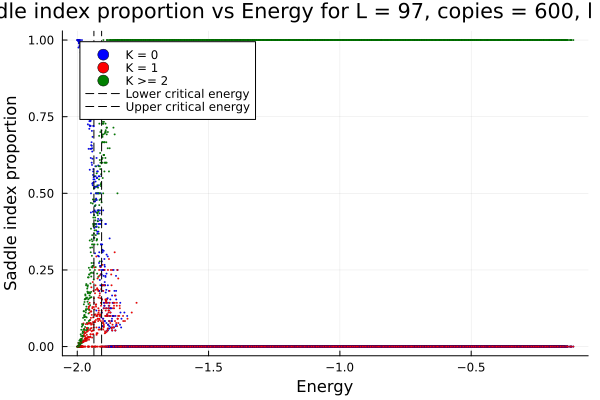 dle index proportion vs Energy for L = 97, copies = 600,
1.00
K = 0
K = 1
K >= 2
Lower critical energy
Upper critical energy
0.75
0.50
0.25
0.00
Saddle index proportion
−2.0
−1.5
−1.0
−0.5
Energy